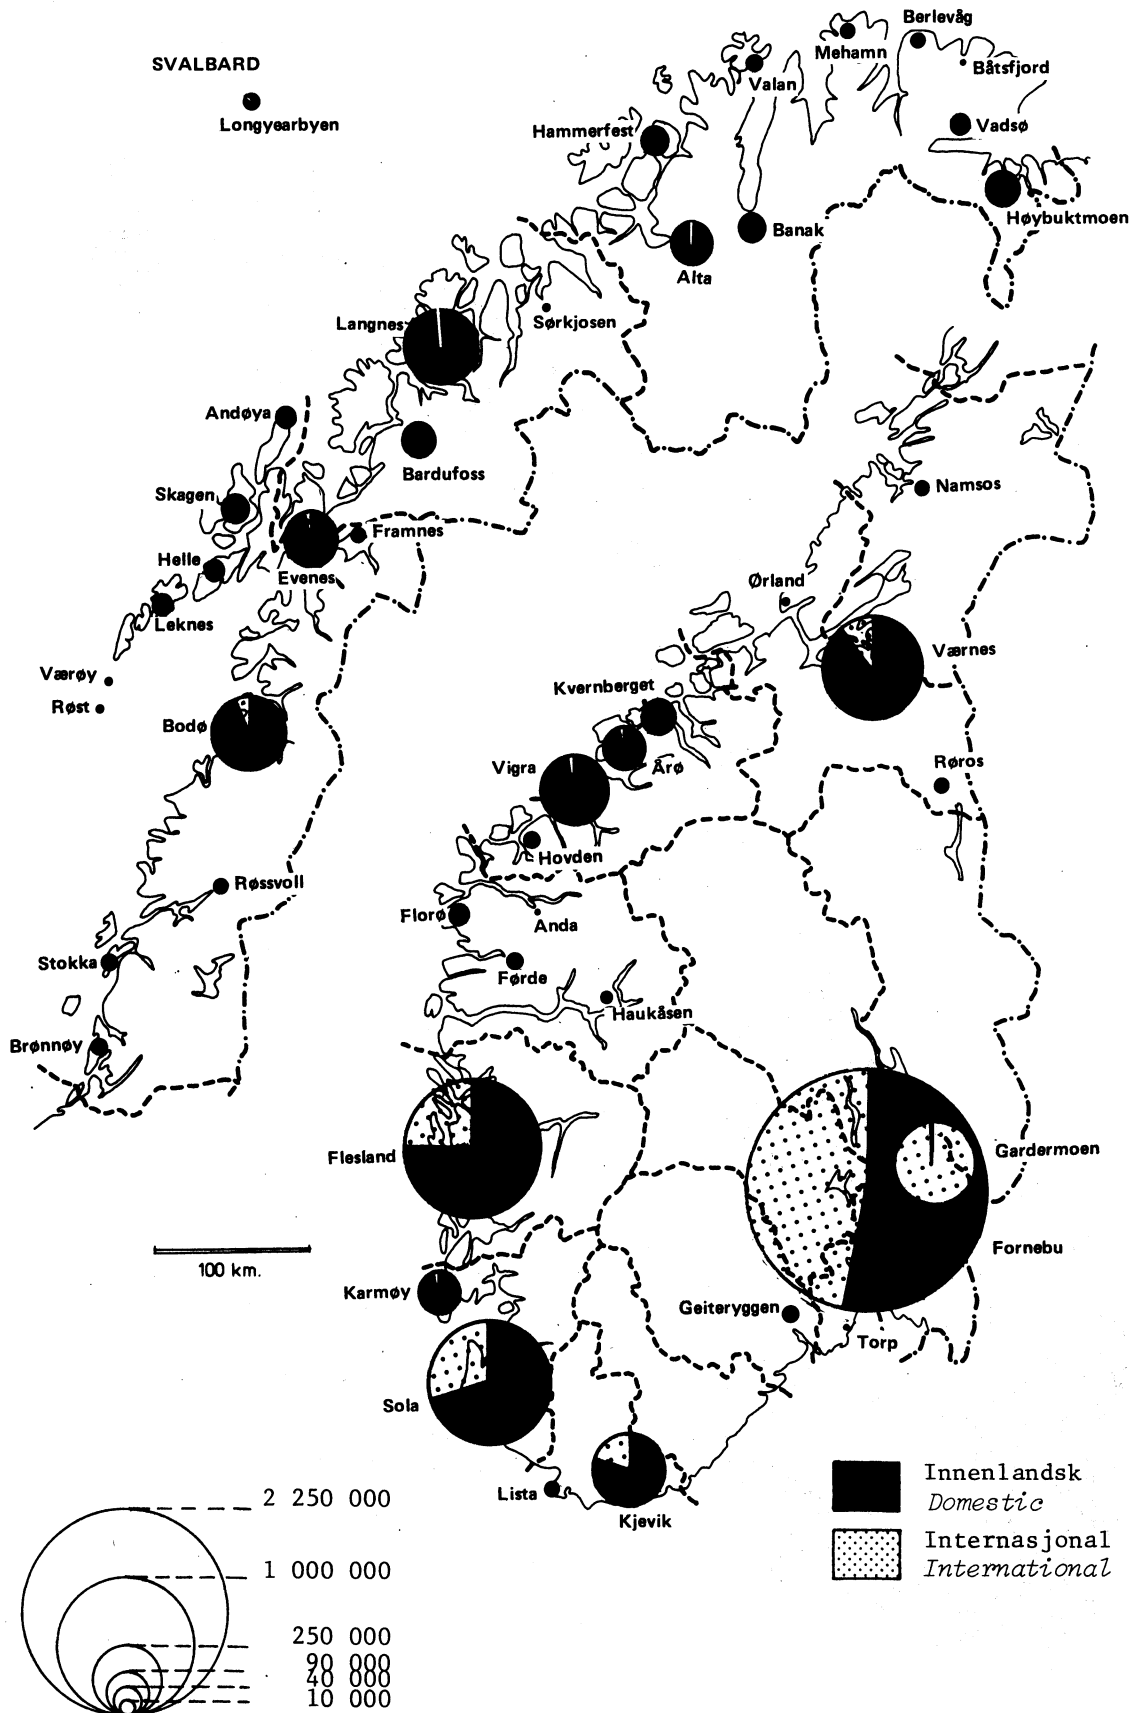 Berlevåg
Mehamn
SVALBARD
Båtsfjord
Valan
Longyearbyen
Hammerfest
Vadsø
Høybuktmoen
Banak
Alta
Langnes
Sørkjosen
Andøya
Bardufoss
Skagen
Namsos
Framnes
Helle
Evenes
Ørland
Leknes
Værnes
Værøy
Kvernberget
Røst
Bodø
Vigra
Årø
Røros
Hovden
Røssvoll
Florø
Anda
Stokka
Førde
Haukåsen
Brønnøy
Flesland
Gardermoen
Fornebu
100 km.
Karmøy
Geiteryggen
Torp
Sola
Lista
Kjevik
Innenlandsk
Domestic
Internasjonal
International
2 250 000
1 000 000
250 000
90 000
40 000
10 000